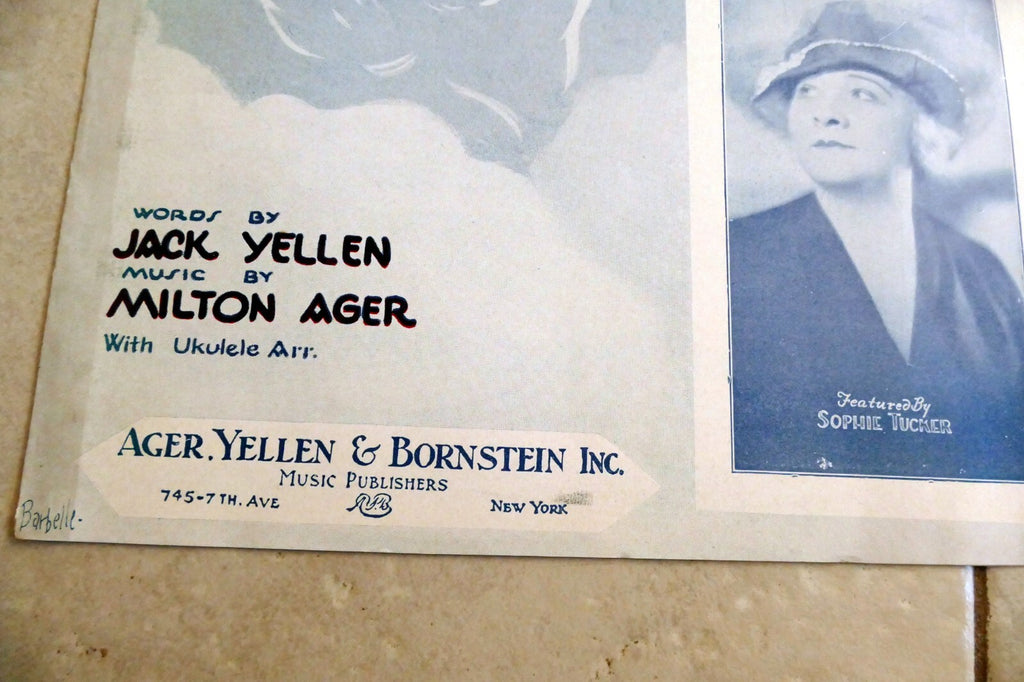 WORDS BY
JACK YELLEN
MUSIC BY
MILTON AGER
With Ukulele Arr.
AGER. YELLEN & BORNSTEIN INC.
MUSIC PUBLISHERS
745-7TH. AVE
NEW YORK
Barbelle-
Featured By
SOPHIE TUCKER